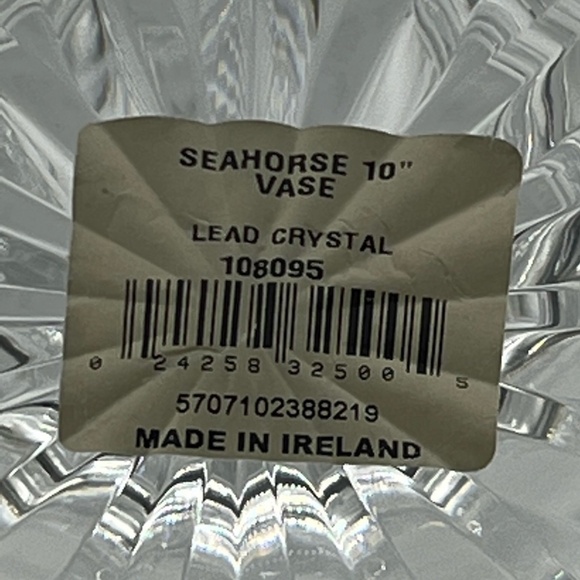 SEAHORSE 10"
VASE
LEAD CRYSTAL
108095
0 24258 32500 5
5707102388219
MADE IN IRELAND